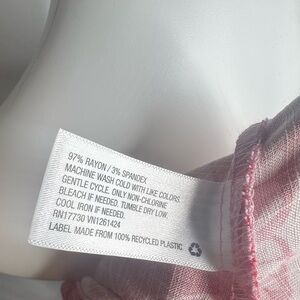 97% RAYON / 3% SPANDEX
MACHINE WASH COLD WITH LIKE COLORS
GENTLE CYCLE. ONLY NON-CHLORINE
BLEACH IF NEEDED. TUMBLE DRY LOW.
COOL IRON IF NEEDED.
RN17730 VN1261424
LABEL MADE FROM 100% RECYCLED PLASTIC